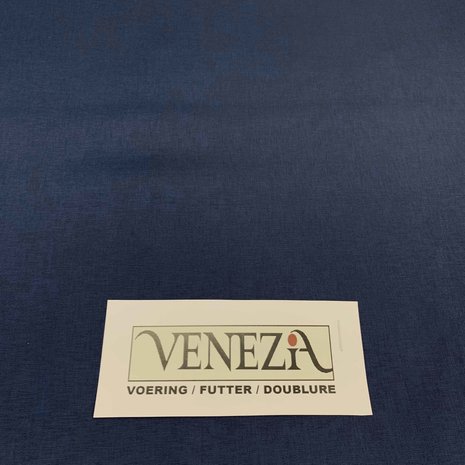 VENEZIA
VOERING / FUTTER / DOUBLURE